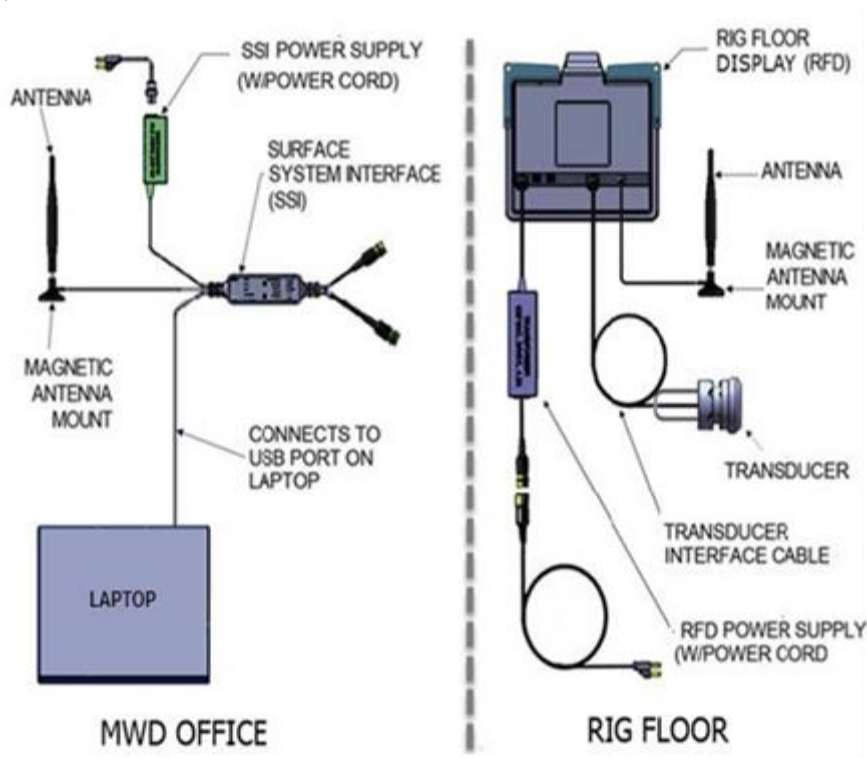 SSI POWER SUPPLY
(W/POWER CORD)
ANTENNA
SURFACE
SYSTEM INTERFACE
(SSI)
MAGNETIC
ANTENNA
MOUNT
CONNECTS TO
USB PORT ON
LAPTOP
LAPTOP
MWD OFFICE
RIG FLOOR
DISPLAY (RFD)
ANTENNA
MAGNETIC
ANTENNA
MOUNT
TRANSDUCER
TRANSDUCER
INTERFACE CABLE
RFD POWER SUPPLY
(W/POWER CORD
RIG FLOOR